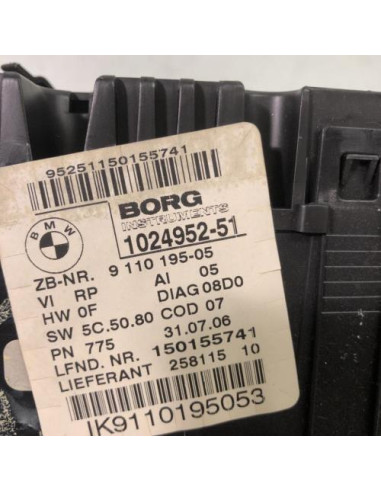 95251150155741
BMW
BORG
INSTRUMENTS
1024952-51
ZB-NR. 9 110 195-05
VI RP AI 05
HW 0F DIAG 08D0
SW 5C.50.80 COD 07
PN 775 31.07.06
LFND. NR. 150155741
LIEFERANT 258115 10
IK9110195053